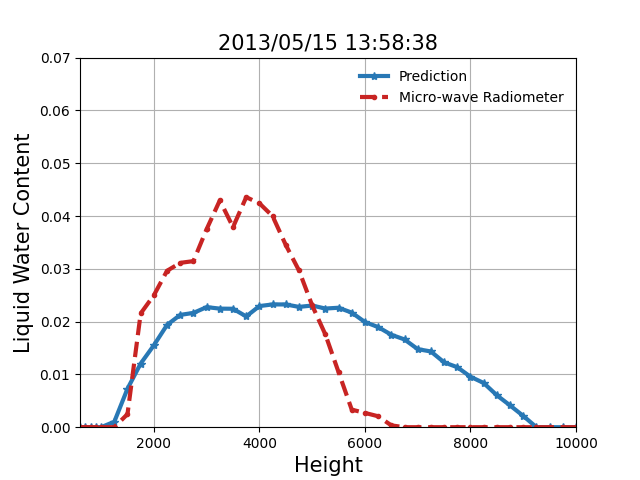 2013/05/15 13:58:38
0.07
0.06
0.05
0.04
0.03
0.02
0.01
0.00
Liquid Water Content
Prediction
Micro-wave Radiometer
2000 4000 6000 8000 10000
Height